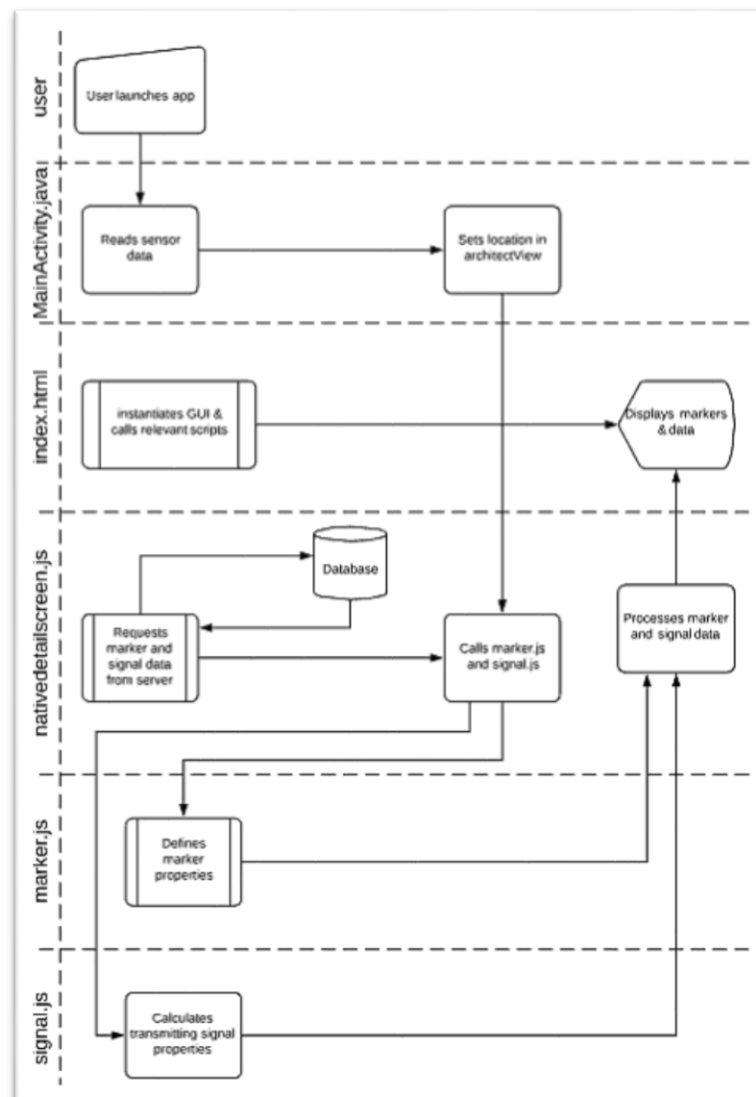 user
User launches app
MainActivity.java
Reads sensor
data
Sets location in
architectView
index.html
instantiates GUI &
calls relevant scripts
Displays markers
& data
nativedetailscreen.js
Database
Requests
marker and
signal data
from server
Calls marker.js
and signal.js
Processes marker
and signal data
marker.js
Defines
marker
properties
signal.js
Calculates
transmitting signal
properties